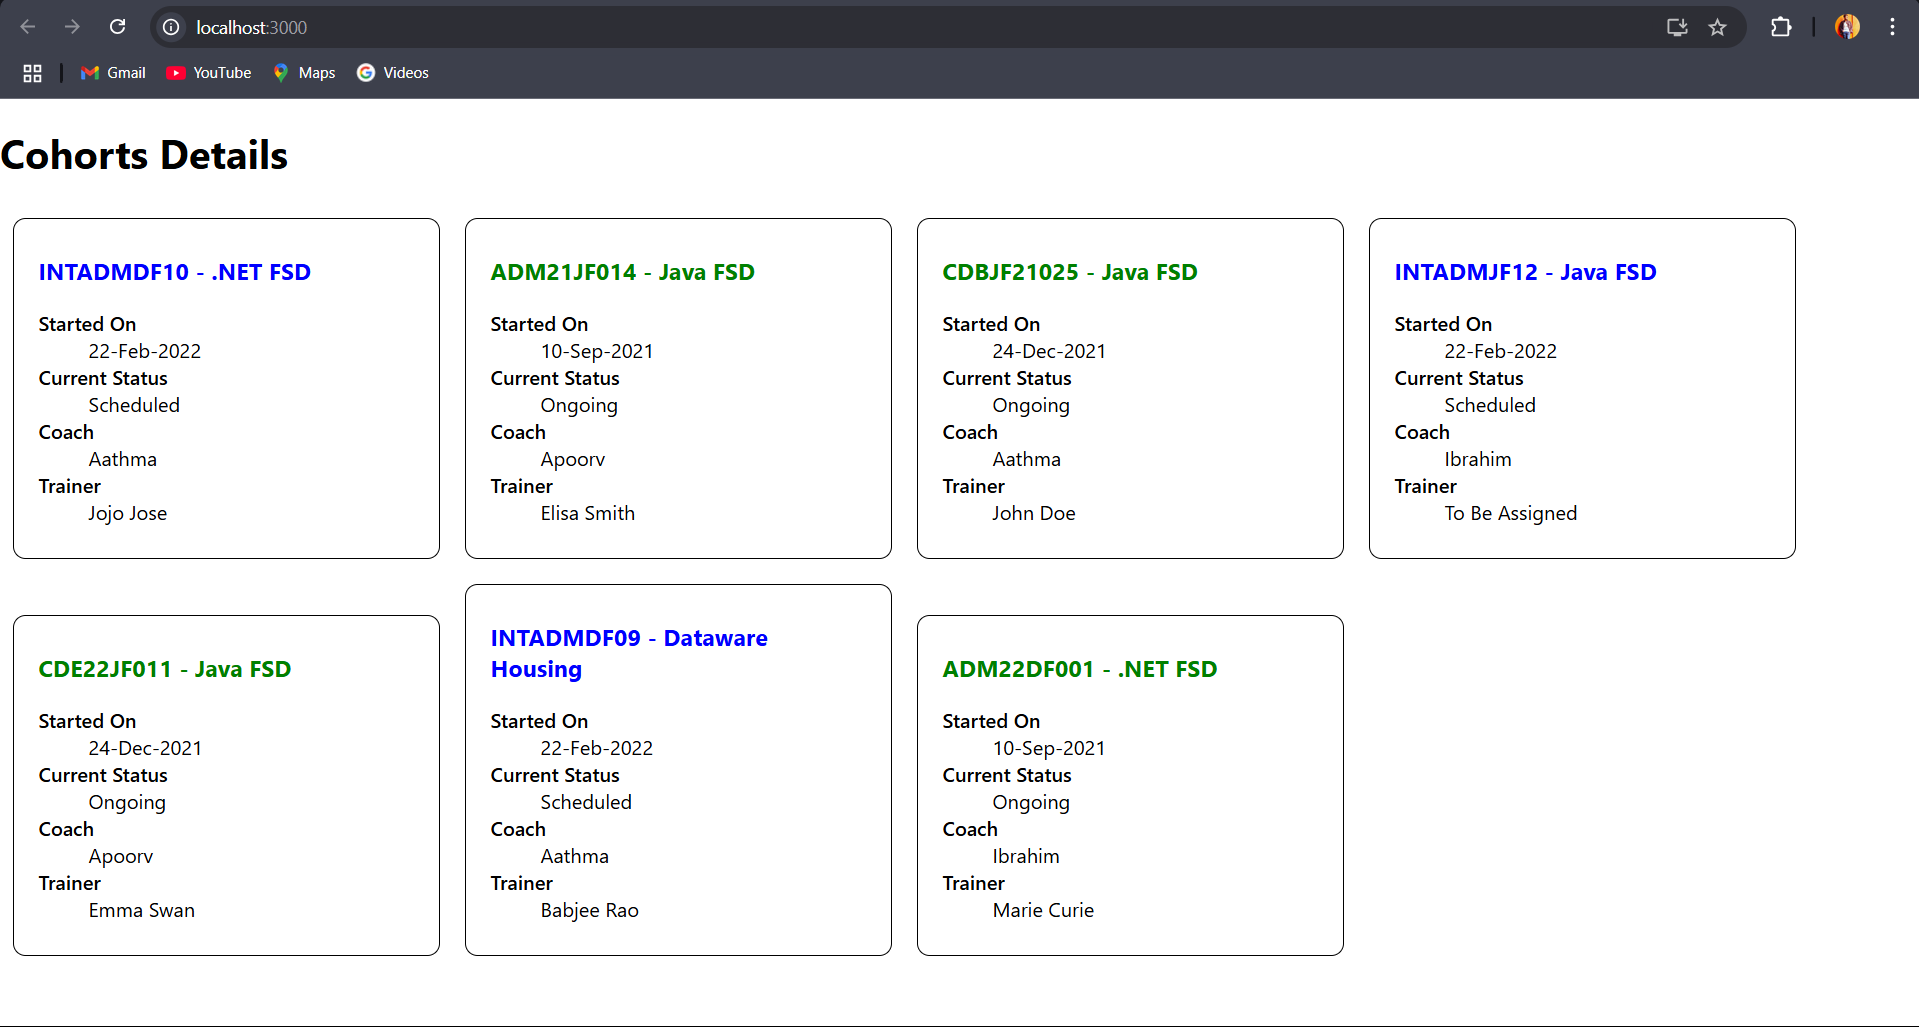 localhost:3000
Gmail YouTube Maps Videos
Cohorts Details
INTADMDF10 - .NET FSD
Started On
22-Feb-2022
Current Status
Scheduled
Coach
Aathma
Trainer
Jojo Jose
ADM21JF014 - Java FSD
Started On
10-Sep-2021
Current Status
Ongoing
Coach
Apoorv
Trainer
Elisa Smith
CDBJF21025 - Java FSD
Started On
24-Dec-2021
Current Status
Ongoing
Coach
Aathma
Trainer
John Doe
INTADMJF12 - Java FSD
Started On
22-Feb-2022
Current Status
Scheduled
Coach
Ibrahim
Trainer
To Be Assigned
CDE22JF011 - Java FSD
Started On
24-Dec-2021
Current Status
Ongoing
Coach
Apoorv
Trainer
Emma Swan
INTADMDF09 - Dataware
Housing
Started On
22-Feb-2022
Current Status
Scheduled
Coach
Aathma
Trainer
Babjee Rao
ADM22DF001 - .NET FSD
Started On
10-Sep-2021
Current Status
Ongoing
Coach
Ibrahim
Trainer
Marie Curie